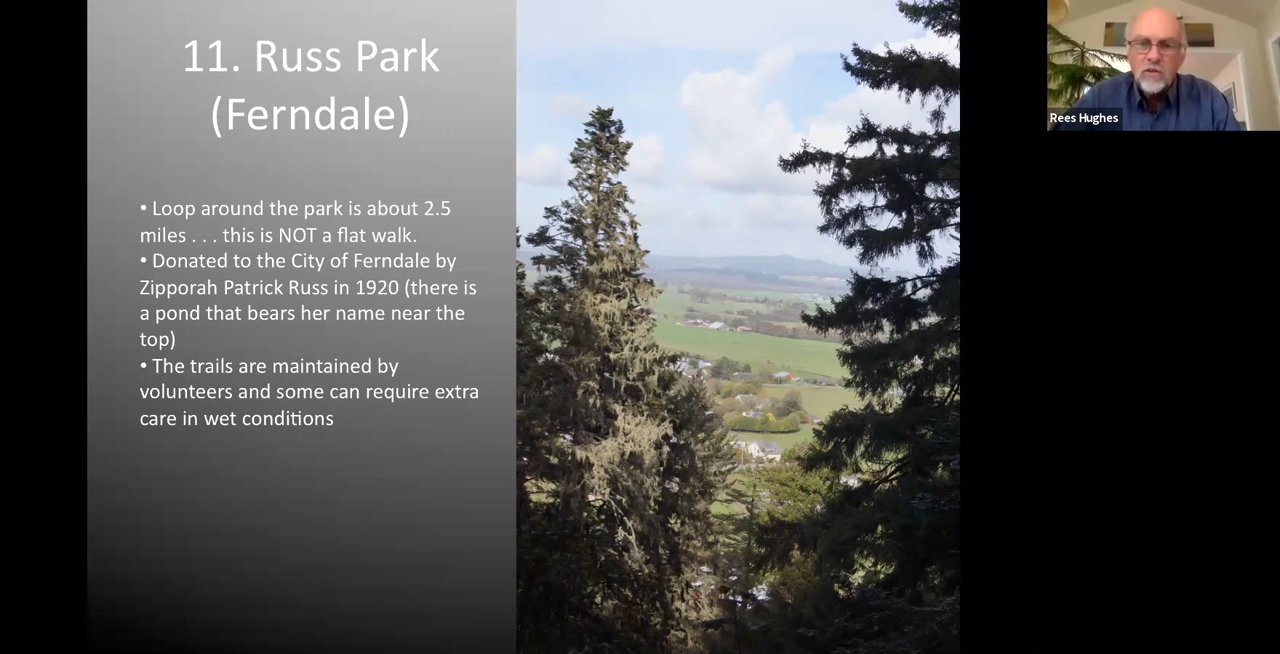 11. Russ Park
(Ferndale)
• Loop around the park is about 2.5
miles . . . this is NOT a flat walk.
• Donated to the City of Ferndale by
Zipporah Patrick Russ in 1920 (there is
a pond that bears her name near the
top)
• The trails are maintained by
volunteers and some can require extra
care in wet conditions
Rees Hughes